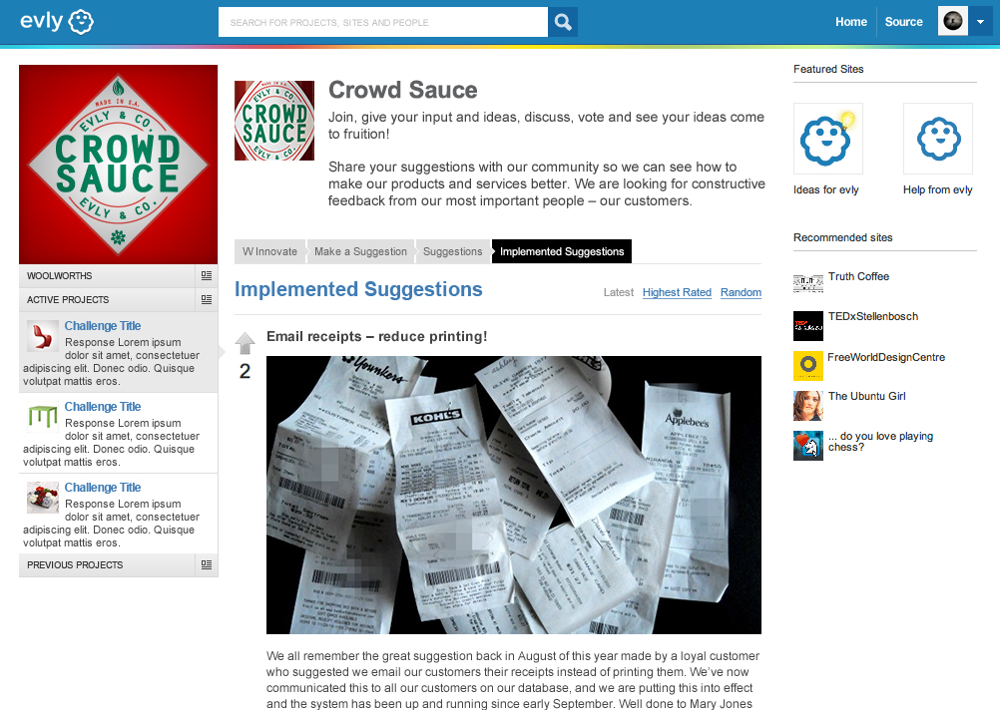 evly
SEARCH FOR PROJECTS, SITES AND PEOPLE
Home
Source
MADE IN S.A.
EVLY & CO.
CROWD
SAUCE
EVLY & CO.
WOOLWORTHS
ACTIVE PROJECTS
Challenge Title
Response Lorem ipsum
dolor sit amet, consectetuer
adipiscing elit. Donec odio. Quisque
volutpat mattis eros.
Challenge Title
Response Lorem ipsum
dolor sit amet, consectetuer
adipiscing elit. Donec odio. Quisque
volutpat mattis eros.
Challenge Title
Response Lorem ipsum
dolor sit amet, consectetuer
adipiscing elit. Donec odio. Quisque
volutpat mattis eros.
PREVIOUS PROJECTS
EVLY & CO.
CROWD
SAUCE
EVLY & CO.
Crowd Sauce
Join, give your input and ideas, discuss, vote and see your ideas come
to fruition!
Share your suggestions with our community so we can see how to
make our products and services better. We are looking for constructive
feedback from our most important people – our customers.
W Innovate
Make a Suggestion
Suggestions
Implemented Suggestions
Implemented Suggestions
Latest
Highest Rated
Random
2
Email receipts – reduce printing!
Younkers
KOHL'S
Applebee's
We all remember the great suggestion back in August of this year made by a loyal customer
who suggested we email our customers their receipts instead of printing them. We've now
communicated this to all our customers on our database, and we are putting this into effect
and the system has been up and running since early September. Well done to Mary Jones
Featured Sites
Ideas for evly
Help from evly
Recommended sites
Truth Coffee
TEDxStellenbosch
FreeWorldDesignCentre
The Ubuntu Girl
... do you love playing
chess?